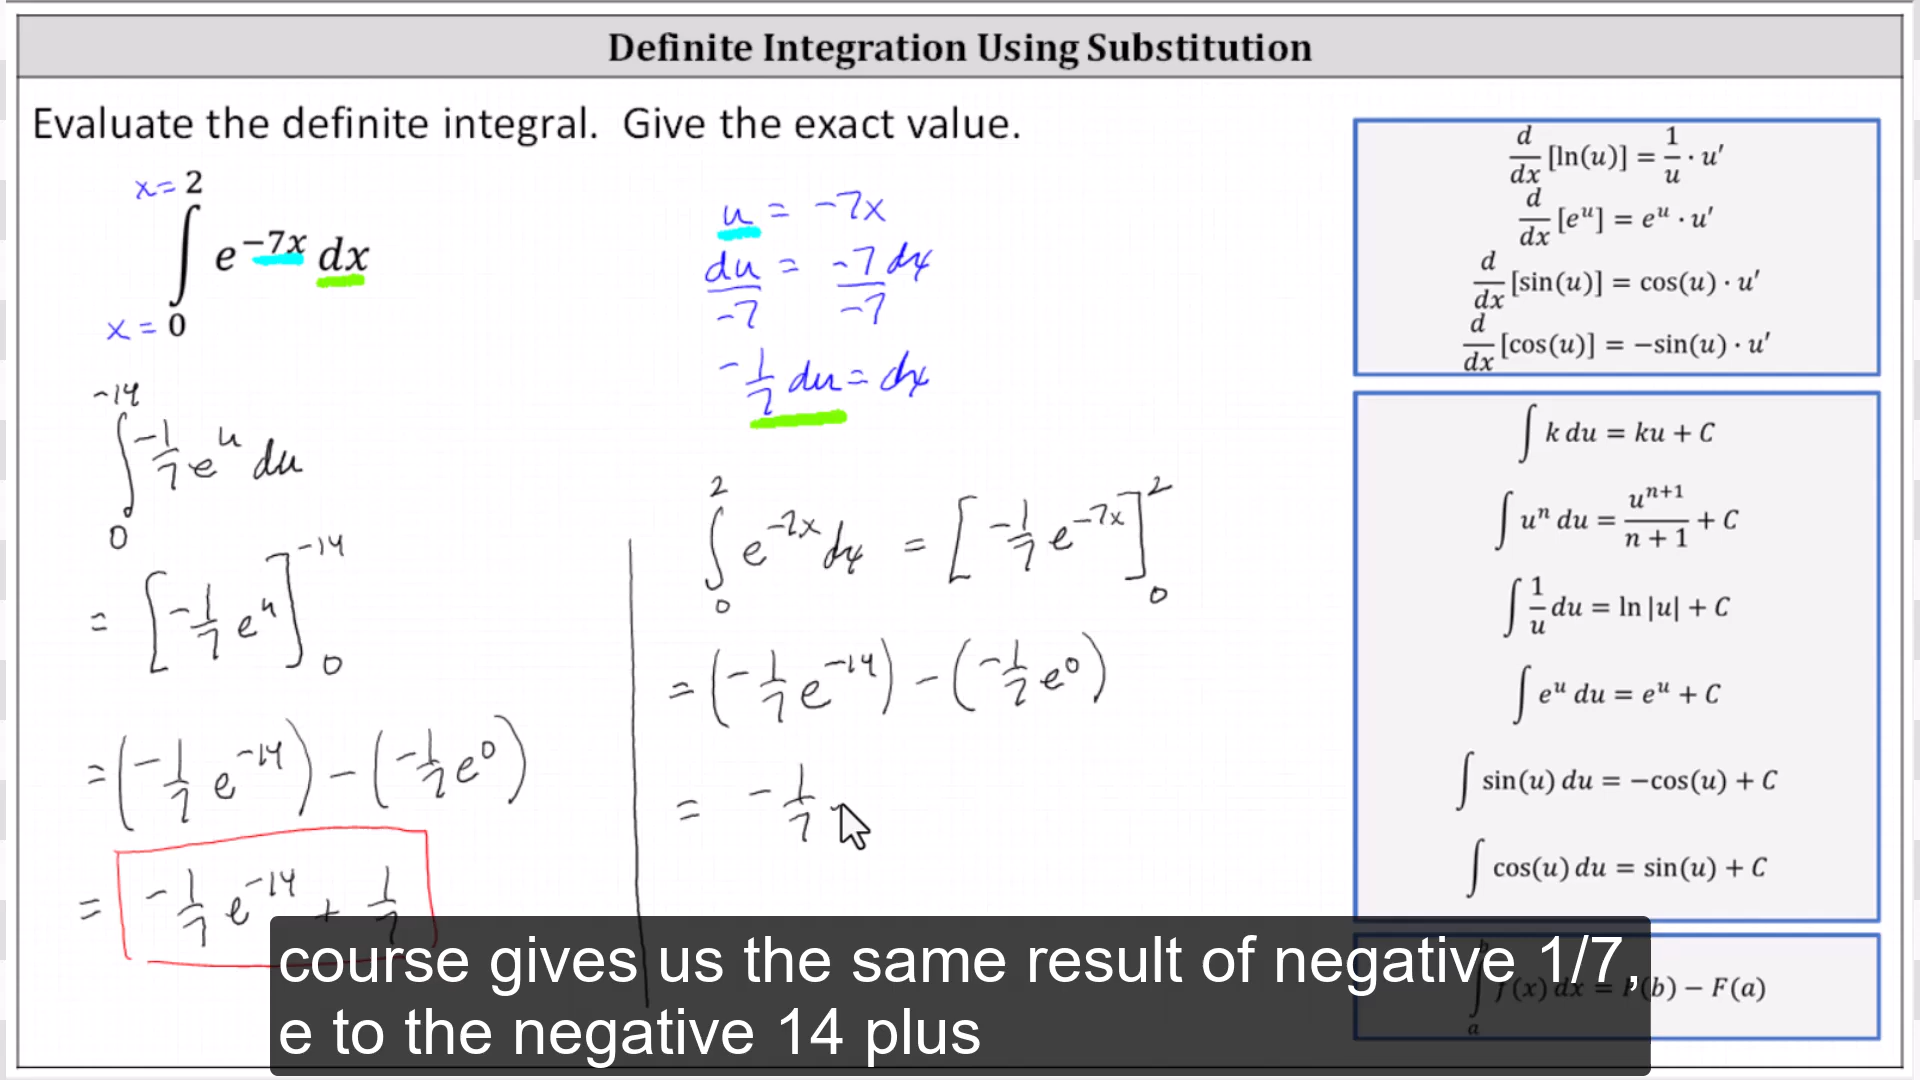 Definite Integration Using Substitution
Evaluate the definite integral. Give the exact value.
x= 2
∫ e^{-7x} dx
x = 0
-14
∫ -1/7 e^u du
0
= [-1/7 e^u]_0^{-14}
= (-1/7 e^{-14}) - (-1/7 e^0)
= -1/7 e^{-14} + 1/7
u = -7x
du/-7 = -7dx/-7
-1/7 du = dx
∫_0^2 e^{-7x} dx = [-1/7 e^{-7x}]_0^2
= (-1/7 e^{-14}) - (-1/7 e^0)
= -1/7
d/dx [ln(u)] = 1/u · u′
d/dx [e^u] = e^u · u′
d/dx [sin(u)] = cos(u) · u′
d/dx [cos(u)] = −sin(u) · u′
∫ k du = ku + C
∫ u^n du = u^{n+1}/(n + 1) + C
∫ 1/u du = ln|u| + C
∫ e^u du = e^u + C
∫ sin(u) du = −cos(u) + C
∫ cos(u) du = sin(u) + C
∫_a^b f(x) dx = F(b) − F(a)
course gives us the same result of negative 1/7,
e to the negative 14 plus